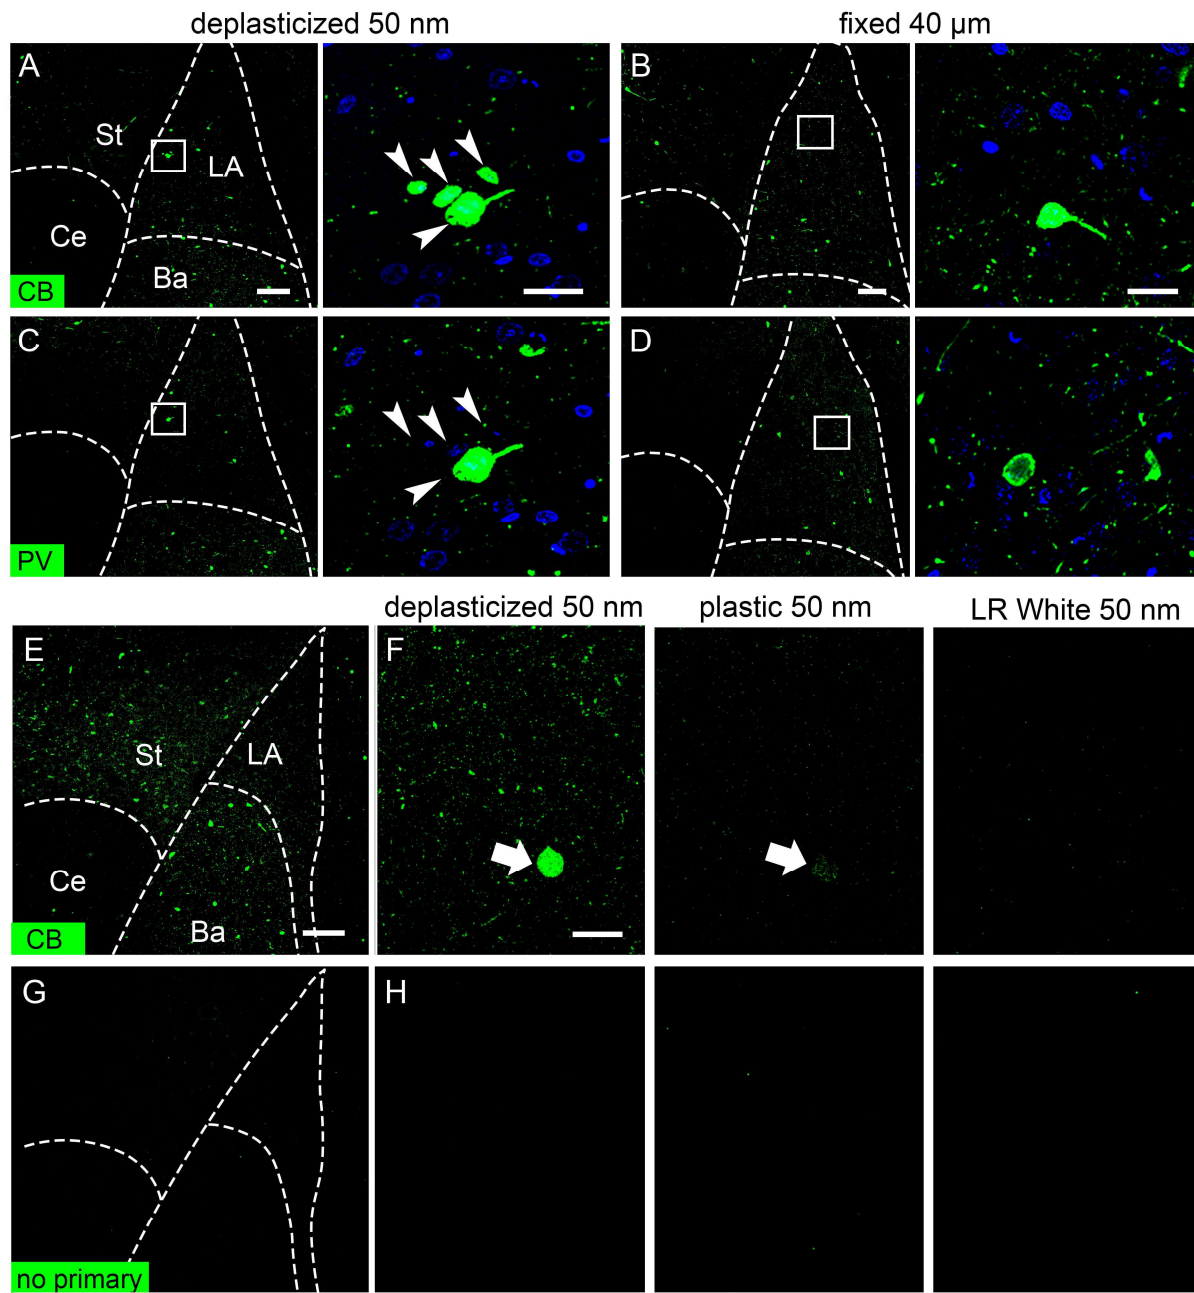 deplasticized 50 nm
fixed 40 µm
A
St
LA
Ce
Ba
CB
B
C
PV
D
deplasticized 50 nm
plastic 50 nm
LR White 50 nm
E
St
LA
Ce
Ba
CB
F
G
no primary
H